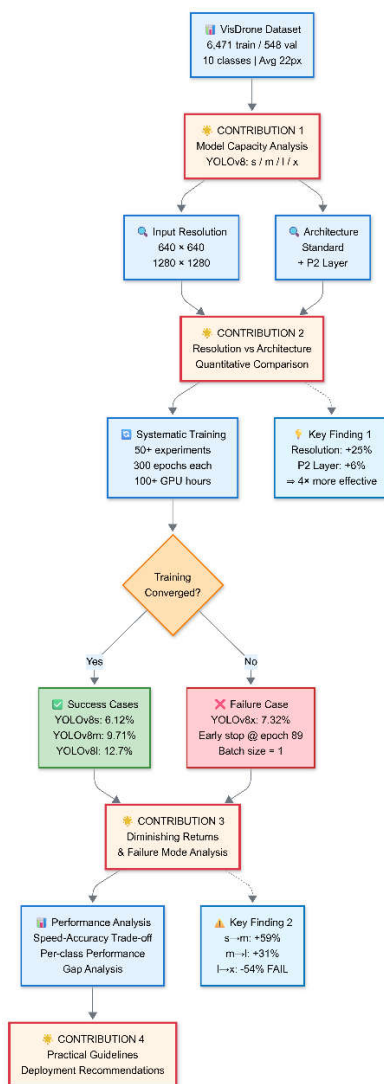 📊 VisDrone Dataset
6,471 train / 548 val
10 classes | Avg 22px
🌟 CONTRIBUTION 1
Model Capacity Analysis
YOLOv8: s / m / l / x
🔍 Input Resolution
640 × 640
1280 × 1280
🔍 Architecture
Standard
+ P2 Layer
🌟 CONTRIBUTION 2
Resolution vs Architecture
Quantitative Comparison
🔄 Systematic Training
50+ experiments
300 epochs each
100+ GPU hours
⚡ Key Finding 1
Resolution: +25%
P2 Layer: +6%
⇒ 4× more effective
Training
Converged?
Yes
No
✅ Success Cases
YOLOv8s: 6.12%
YOLOv8m: 9.71%
YOLOv8l: 12.7%
❌ Failure Case
YOLOv8x: 7.32%
Early stop @ epoch 89
Batch size = 1
🌟 CONTRIBUTION 3
Diminishing Returns
& Failure Mode Analysis
📊 Performance Analysis
Speed-Accuracy Trade-off
Per-class Performance
Gap Analysis
⚠️ Key Finding 2
s→m: +59%
m→l: +31%
l→x: -54% FAIL
🌟 CONTRIBUTION 4
Practical Guidelines
Deployment Recommendations